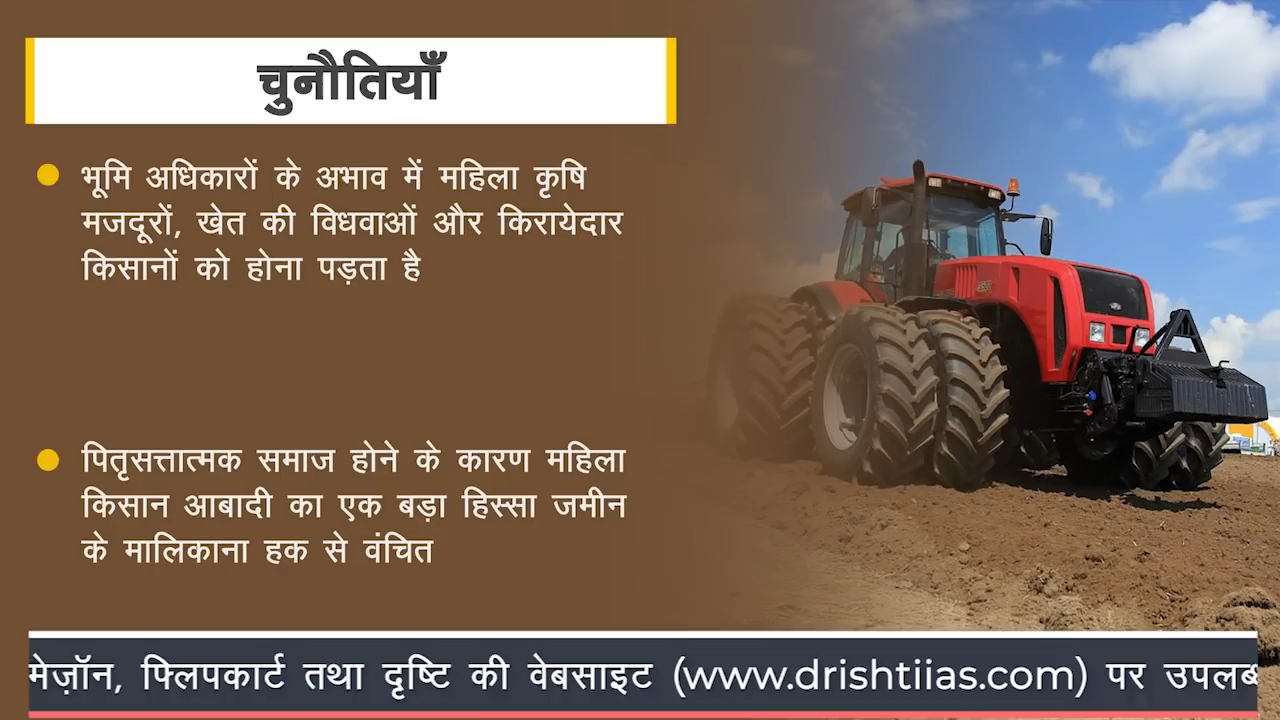 चुनौतियाँ
भूमि अधिकारों के अभाव में महिला कृषि
मजदूरों, खेत की विधवाओं और किरायेदार
किसानों को होना पड़ता है
पितृसत्तात्मक समाज होने के कारण महिला
किसान आबादी का एक बड़ा हिस्सा जमीन
के मालिकाना हक से वंचित
मेज़ॉन, फ्लिपकार्ट तथा दृष्टि की वेबसाइट (www.drishtiias.com) पर